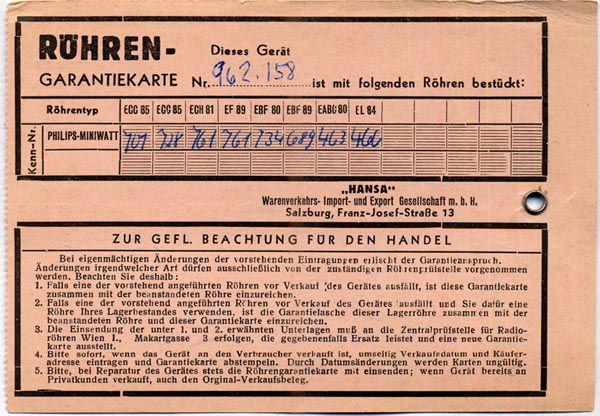 RÖHREN-
GARANTIEKARTE
Dieses Gerät
Nr. 962.158 ist mit folgenden Röhren bestückt:
Röhrentyp ECC 85 ECC 85 ECH 81 EF 89 EBF 80 EBF 89 EABC 80 EL 84
Kenn-Nr. PHILIPS-MINIWATT 701 728 761 761 734 689 463 466
„HANSA"
Warenverkehrs- Import- und Export Gesellschaft m. b. H.
Salzburg, Franz-Josef-Straße 13
ZUR GEFL. BEACHTUNG FÜR DEN HANDEL
Bei eigenmächtigen Änderungen der vorstehenden Eintragungen erlischt der Garantieanspruch.
Änderungen irgendwelcher Art dürfen ausschließlich von der zuständigen Röhrenprüfstelle vorgenommen
werden. Beachten Sie deshalb:
1. Falls eine der vorstehend angeführten Röhren vor Verkauf des Gerätes ausfällt, ist diese Garantiekarte
zusammen mit der beanstandeten Röhre einzureichen.
2. Falls eine der vorstehend angeführten Röhren vor Verkauf des Gerätes ausfällt und Sie dafür eine
Röhre Ihres Lagerbestandes verwenden, ist die Garantielasche dieser Lagerröhre zusammen mit der
beanstandeten Röhre und dieser Garantiekarte einzureichen.
3. Die Einsendung der unter 1. und 2. erwähnten Unterlagen muß an die Zentralprüfstelle für Radio-
röhren Wien I., Makartgasse 3 erfolgen, die gegebenenfalls Ersatz leistet und eine neue Garantie-
karte ausstellt.
4. Bitte sofort, wenn das Gerät an den Verbraucher verkauft ist, umseitig Verkaufsdatum und Käufer-
adresse eintragen und Garantiekarte abstempeln. Durch Datumsänderungen werden Karten ungültig.
5. Bitte, bei Reparatur des Gerätes stets die Röhrengarantiekarte mit einsenden; wenn Gerät bereits an
Privatkunden verkauft, auch den Orginal-Verkaufsbeleg.